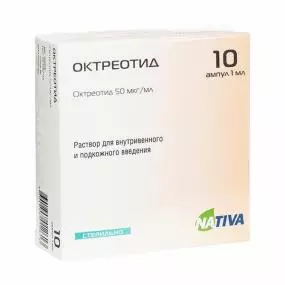 ОКТРЕОТИД
10
ампул 1 мл
Октреотид 50 мкг/мл
Раствор для внутривенного
и подкожного введения
СТЕРИЛЬНО
NATIVA
ОКТРЕОТИД
10